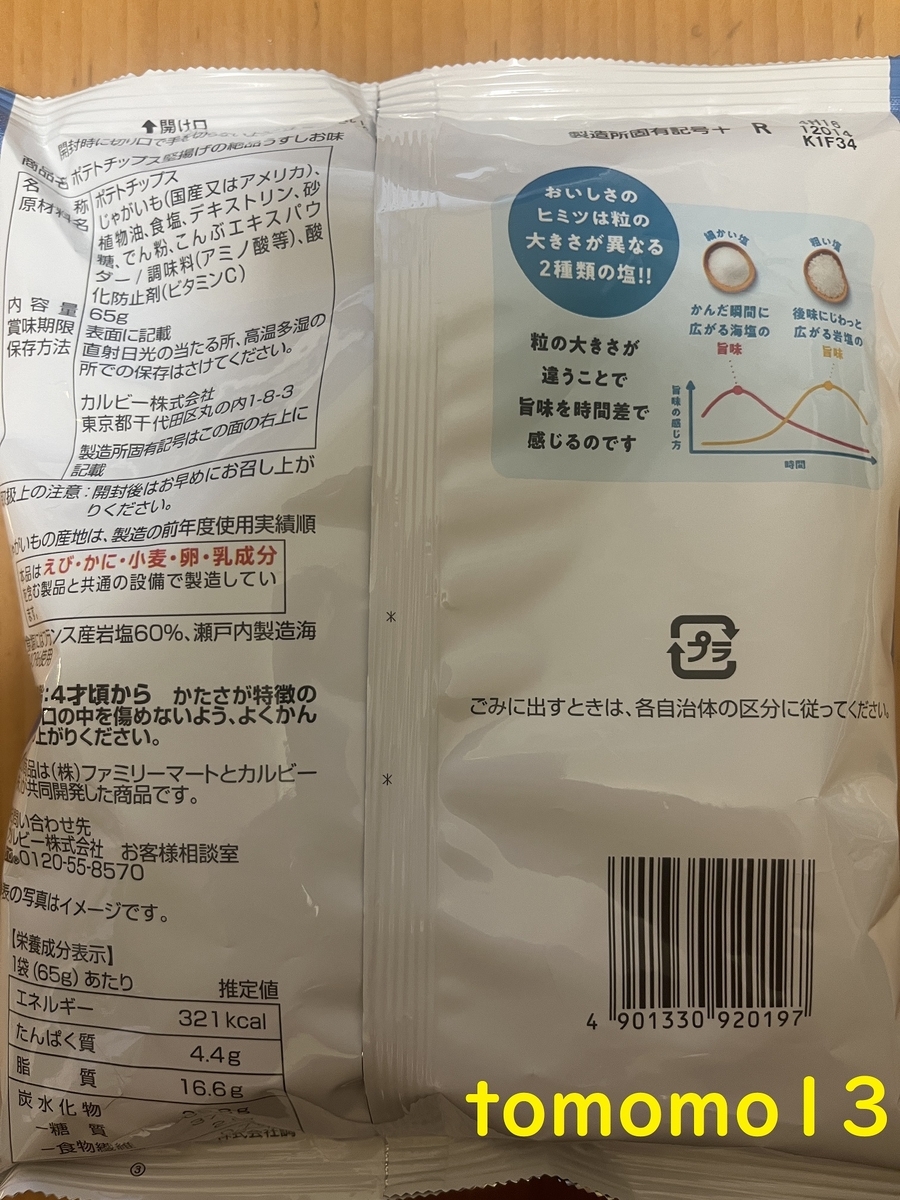 ↑開け口
開封時に切り口で手を切らないよ
商品名 ポテトチップス堅揚げの絶品うすしお味
名 称 ポテトチップス
原材料名 じゃがいも(国産又はアメリカ)、
植物油、食塩、デキストリン、砂
糖、でん粉、こんぶエキスパウ
ダー/調味料(アミノ酸等)、酸
化防止剤(ビタミンC)
内容量 65g
賞味期限 表面に記載
保存方法 直射日光の当たる所、高温多湿の
所での保存はさけてください。
カルビー株式会社
東京都千代田区丸の内1-8-3
製造所固有記号はこの面の右上に
記載
扱上の注意:開封後はお早めにお召し上が
りください。
がいもの産地は、製造の前年度使用実績順
本品はえび・かに・小麦・卵・乳成分
を含む製品と共通の設備で製造してい
ます。
ンス産岩塩60%、瀬戸内製造海
:4才頃から かたさが特徴の
口の中を傷めないよう、よくかん
上がりください。
品は(株)ファミリーマートとカルビー
が共同開発した商品です。
問い合わせ先
カルビー株式会社 お客様相談室
0120-55-8570
表の写真はイメージです。
【栄養成分表示】
1袋(65g)あたり 推定値
エネルギー 321kcal
たんぱく質 4.4g
脂 質 16.6g
炭水化物
-糖 質
-食物繊維
③
製造所固有記号+ R
12014
K1F34
おいしさの
ヒミツは粒の
大きさが異なる
2種類の塩!!
粒の大きさが
違うことで
旨味を時間差で
感じるのです
細かい塩
かんだ瞬間に
広がる海塩の
旨味
粗い塩
後味にじわっと
広がる岩塩の
旨味
旨味の感じ方
時間
*
*
プラ
ごみに出すときは、各自治体の区分に従ってください。
4 901330 920197
tomomo13